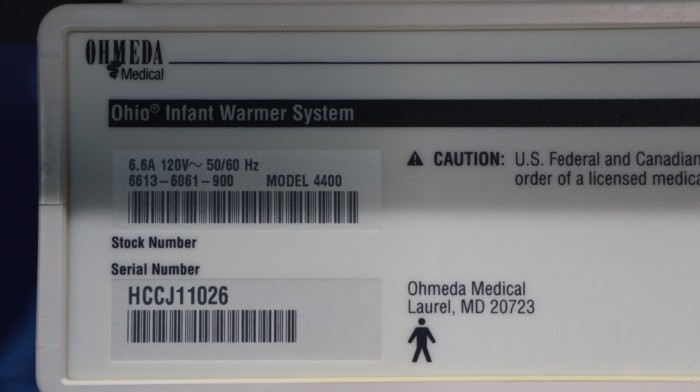 OHMEDA
Medical
Ohio® Infant Warmer System
6.6A 120V~ 50/60 Hz
6613-6061-900 MODEL 4400
Stock Number
Serial Number
HCCJ11026
⚠ CAUTION: U.S. Federal and Canadian
order of a licensed
Ohmeda Medical
Laurel, MD 20723